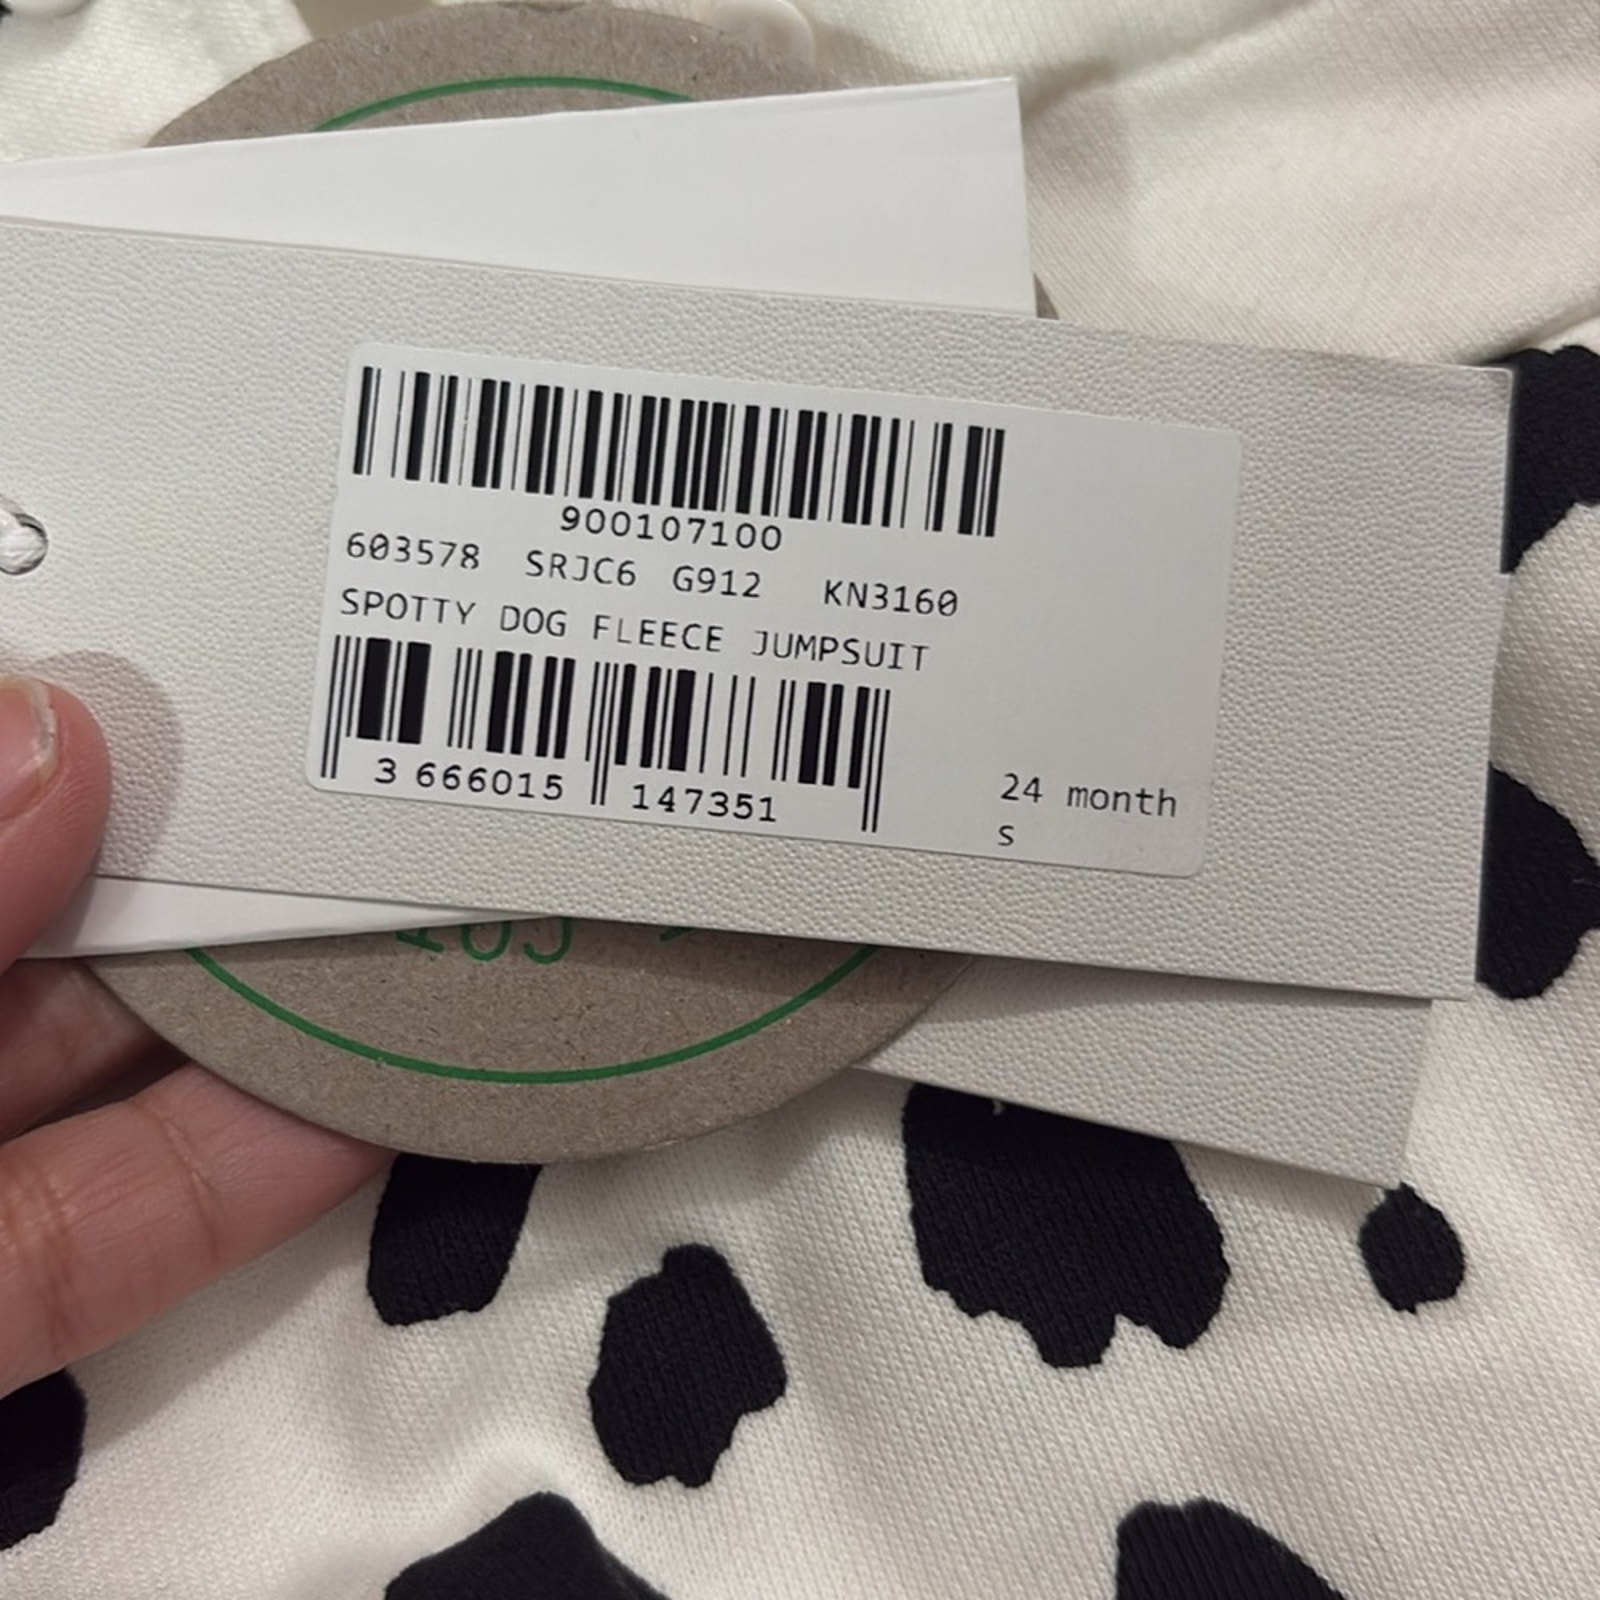 900107100
603578 SRJC6 G912 KN3160
SPOTTY DOG FLEECE JUMPSUIT
3 666015 147351
24 month
s